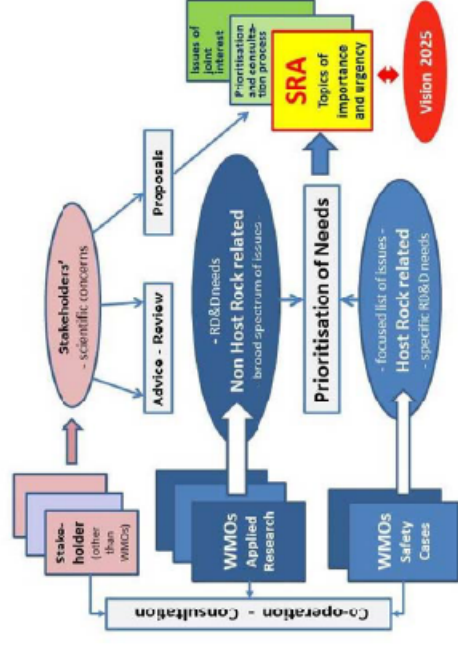 Co-operation - Consultation
Stake-
holder
(other
than
WMOs)
WMOs
Applied
Research
WMOs
Safety
Cases
Stakeholders'
- scientific concerns
Advice - Review
Proposals
- RD&D needs
Non Host Rock related
- broad spectrum of issues -
Prioritisation of Needs
- focused list of issues -
Host Rock related
- specific RD&D needs
Issues of
joint
interest
Prioritisation
and consulta-
tion process
SRA
Topics of
importance
and urgency
Vision 2025